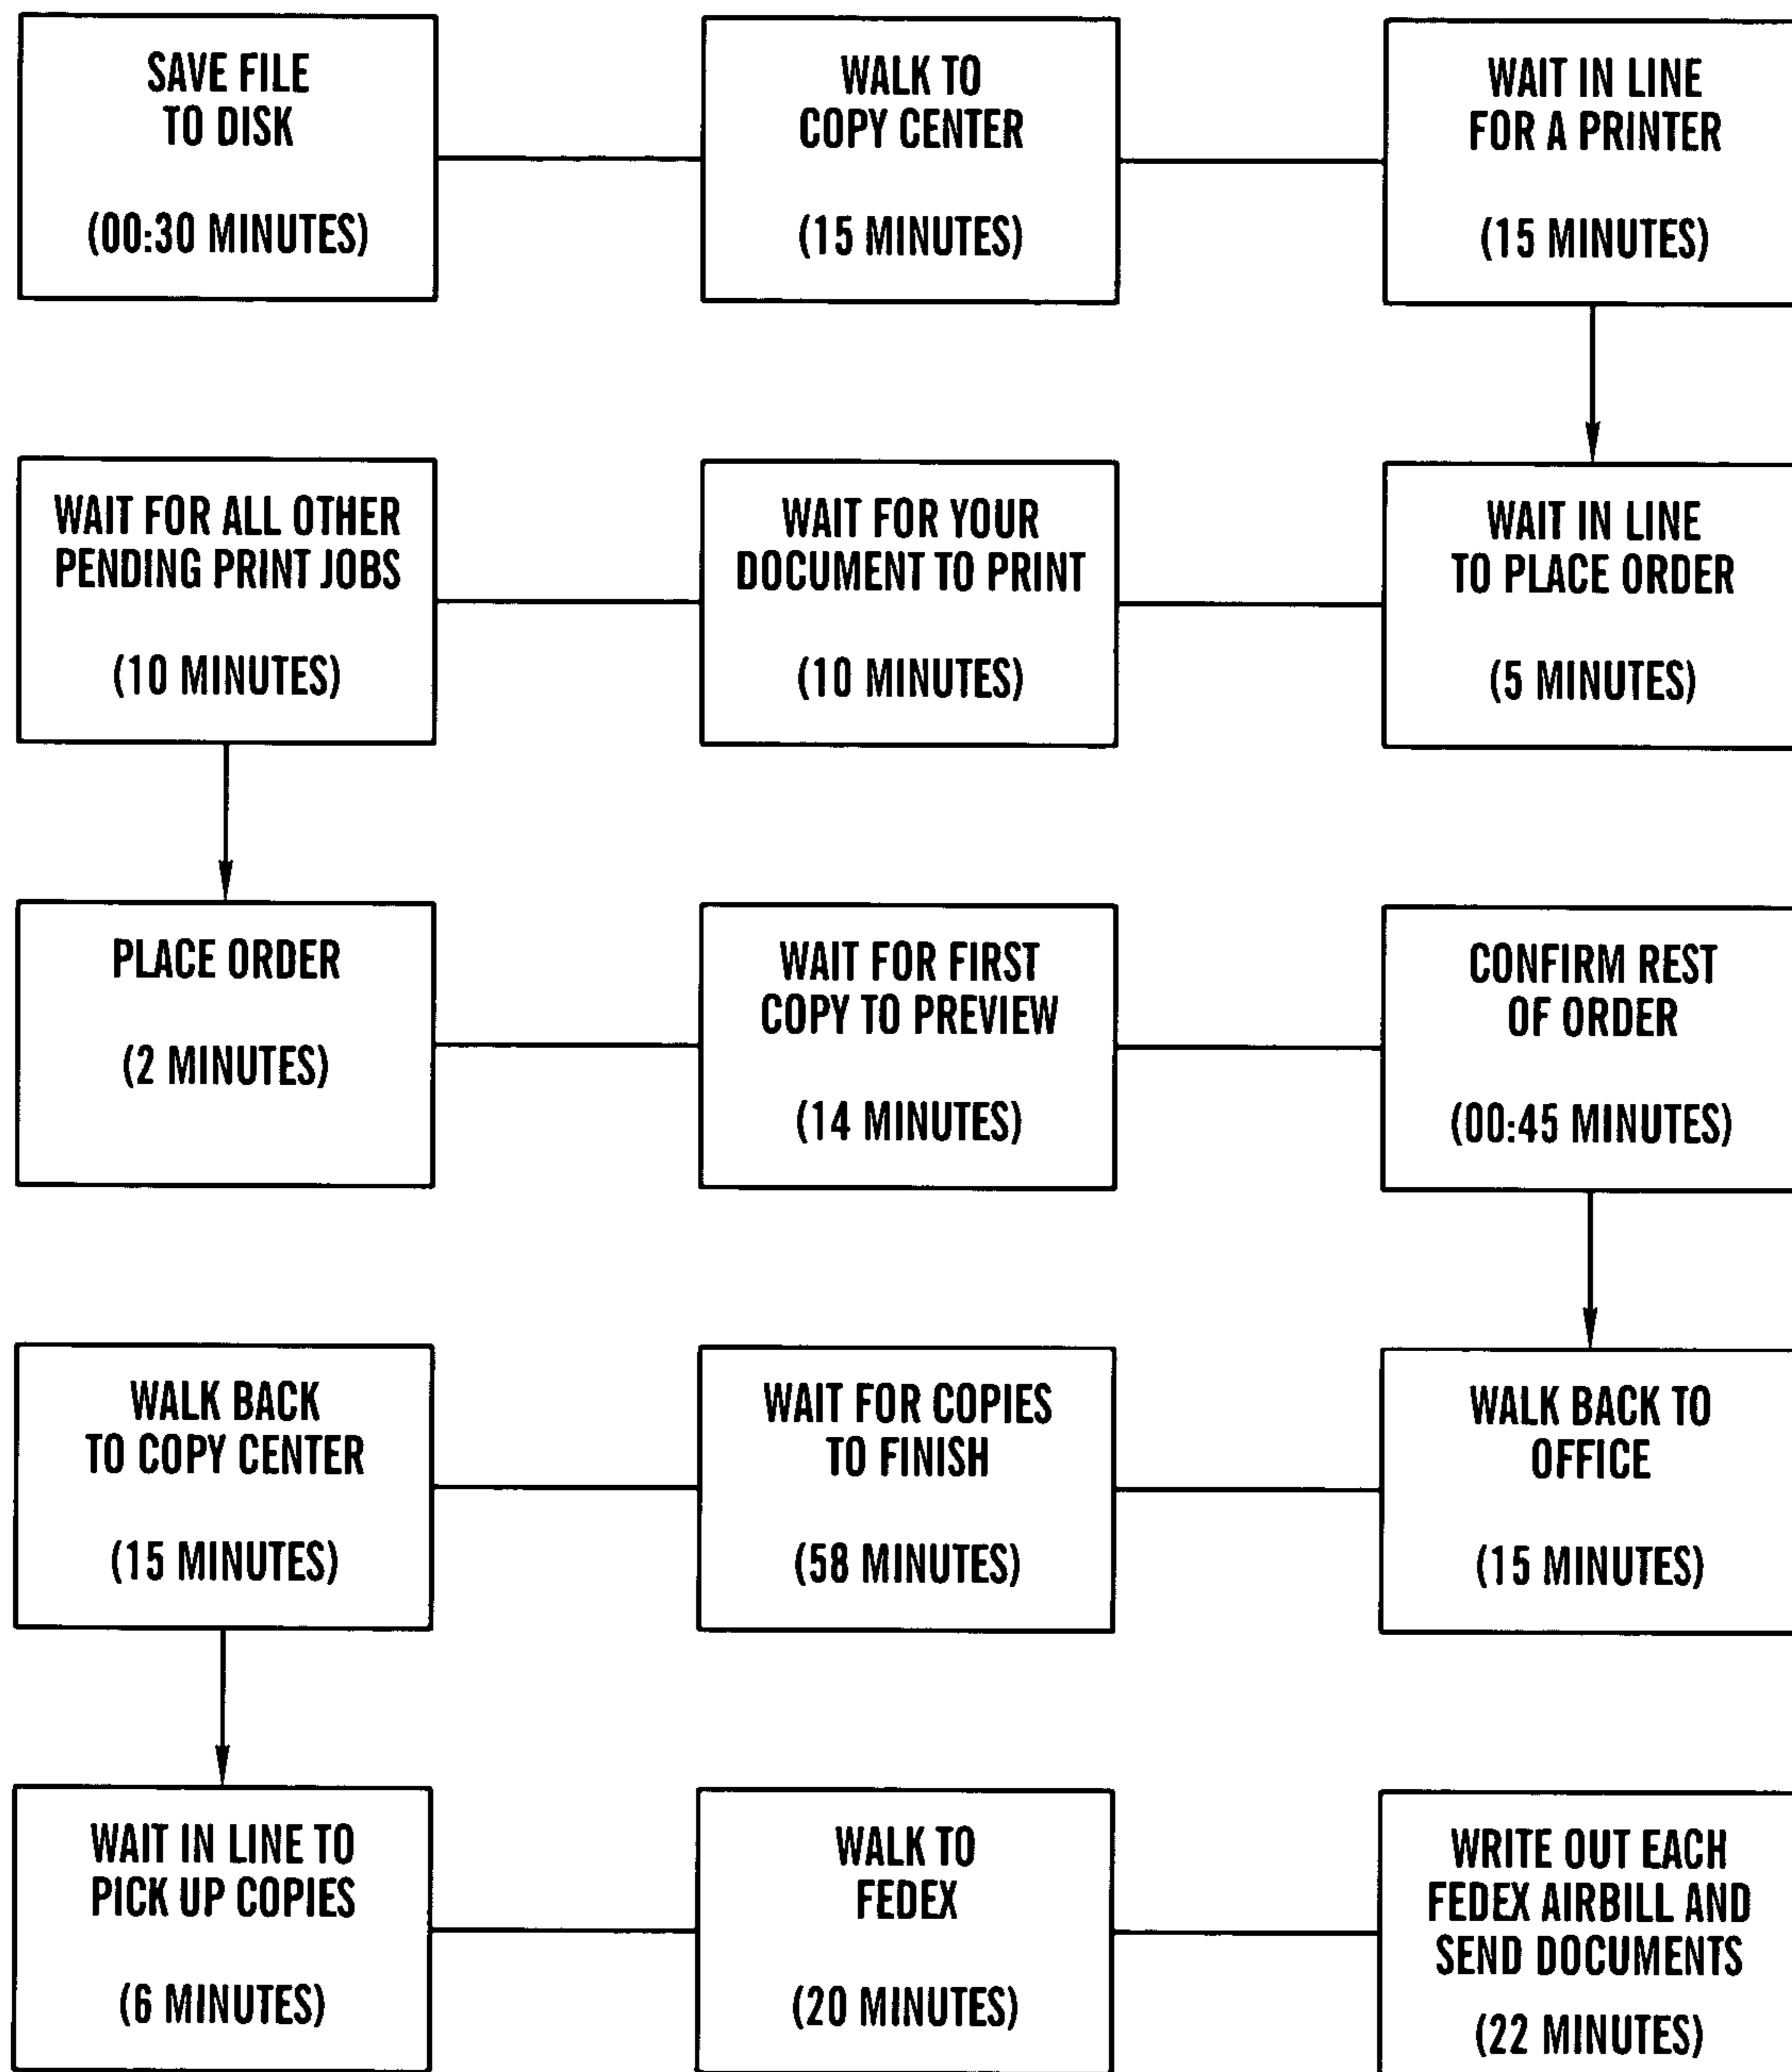 SAVE FILE
TO DISK
(00:30 MINUTES)
WALK TO
COPY CENTER
(15 MINUTES)
WAIT IN LINE
FOR A PRINTER
(15 MINUTES)
WAIT FOR ALL OTHER
PENDING PRINT JOBS
(10 MINUTES)
WAIT FOR YOUR
DOCUMENT TO PRINT
(10 MINUTES)
WAIT IN LINE
TO PLACE ORDER
(5 MINUTES)
PLACE ORDER
(2 MINUTES)
WAIT FOR FIRST
COPY TO PREVIEW
(14 MINUTES)
CONFIRM REST
OF ORDER
(00:45 MINUTES)
WALK BACK
TO COPY CENTER
(15 MINUTES)
WAIT FOR COPIES
TO FINISH
(58 MINUTES)
WALK BACK TO
OFFICE
(15 MINUTES)
WAIT IN LINE TO
PICK UP COPIES
(6 MINUTES)
WALK TO
FEDEX
(20 MINUTES)
WRITE OUT EACH
FEDEX AIRBILL AND
SEND DOCUMENTS
(22 MINUTES)